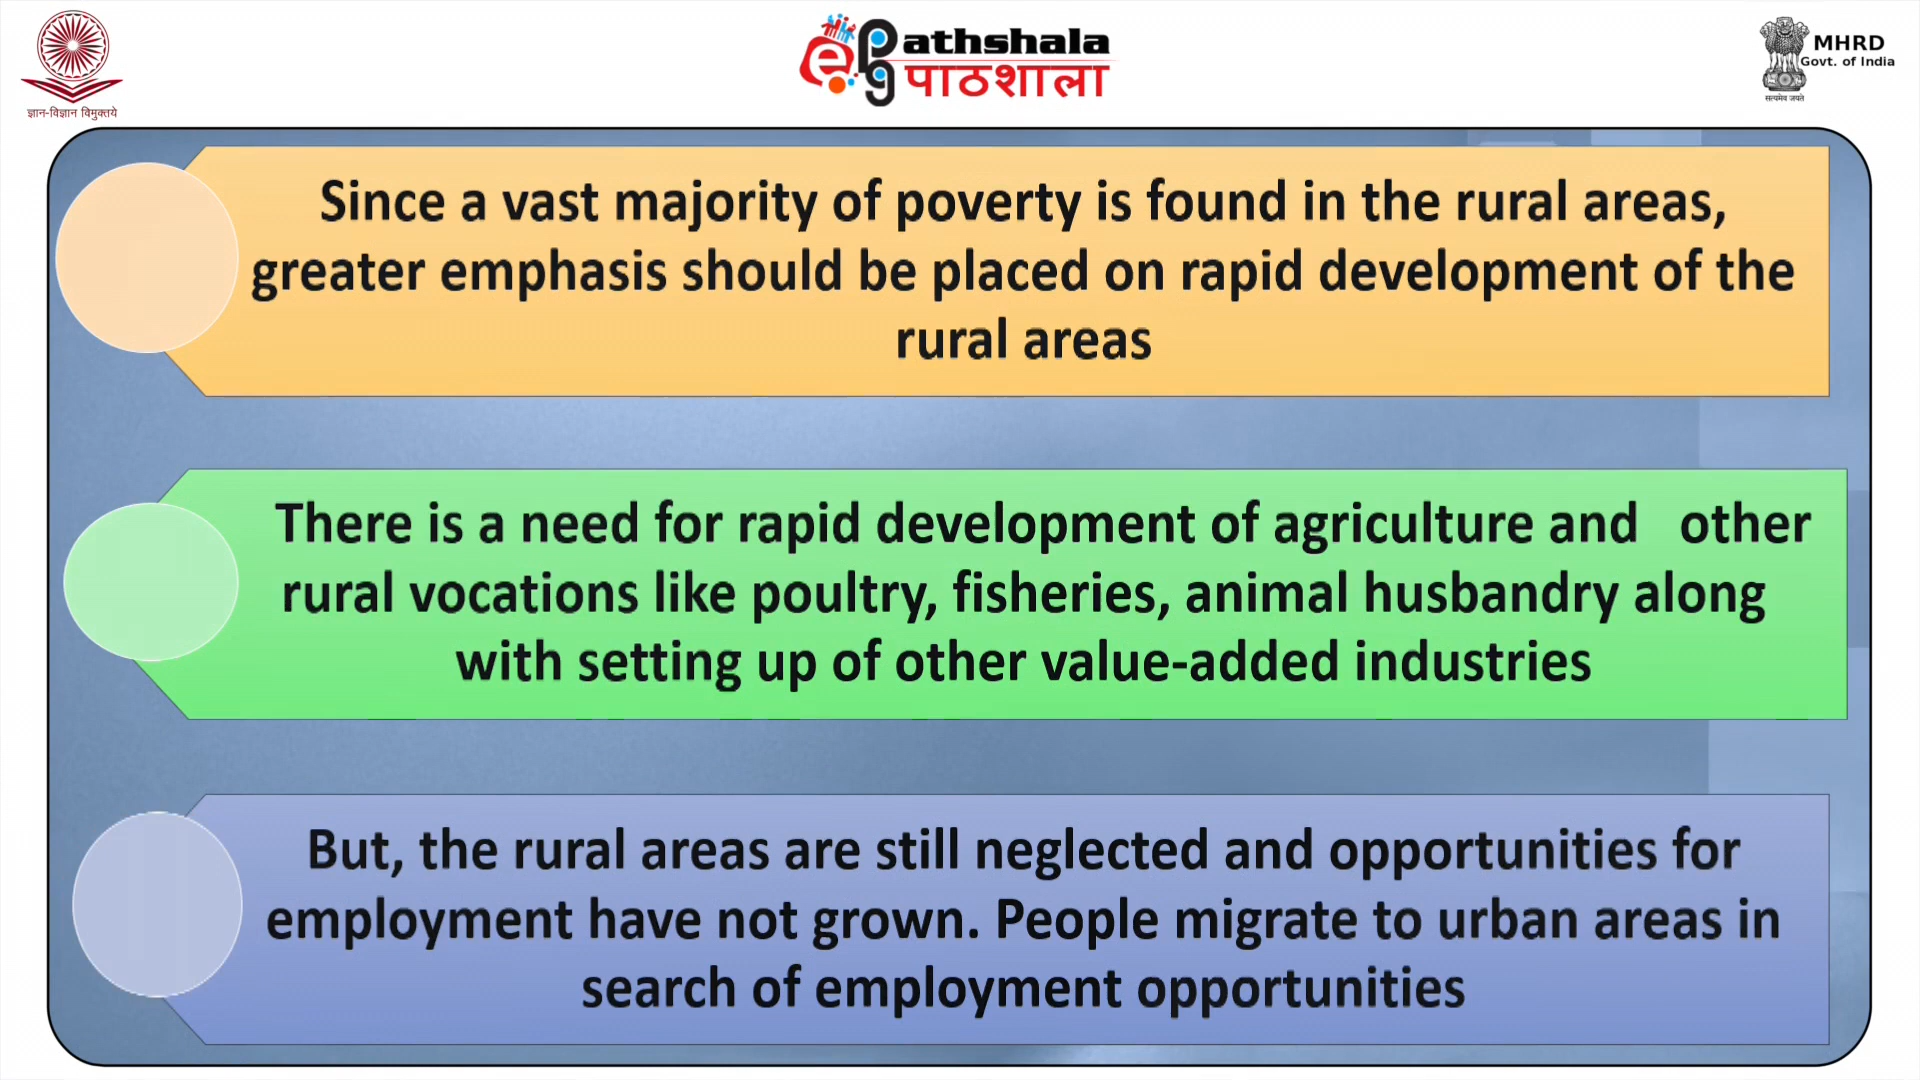 ज्ञान-विज्ञान विमुक्तये
e
pg
athshala
पाठशाला
MHRD
Govt. of India
सत्यमेव जयते
Since a vast majority of poverty is found in the rural areas,
greater emphasis should be placed on rapid development of the
rural areas
There is a need for rapid development of agriculture and other
rural vocations like poultry, fisheries, animal husbandry along
with setting up of other value-added industries
But, the rural areas are still neglected and opportunities for
employment have not grown. People migrate to urban areas in
search of employment opportunities